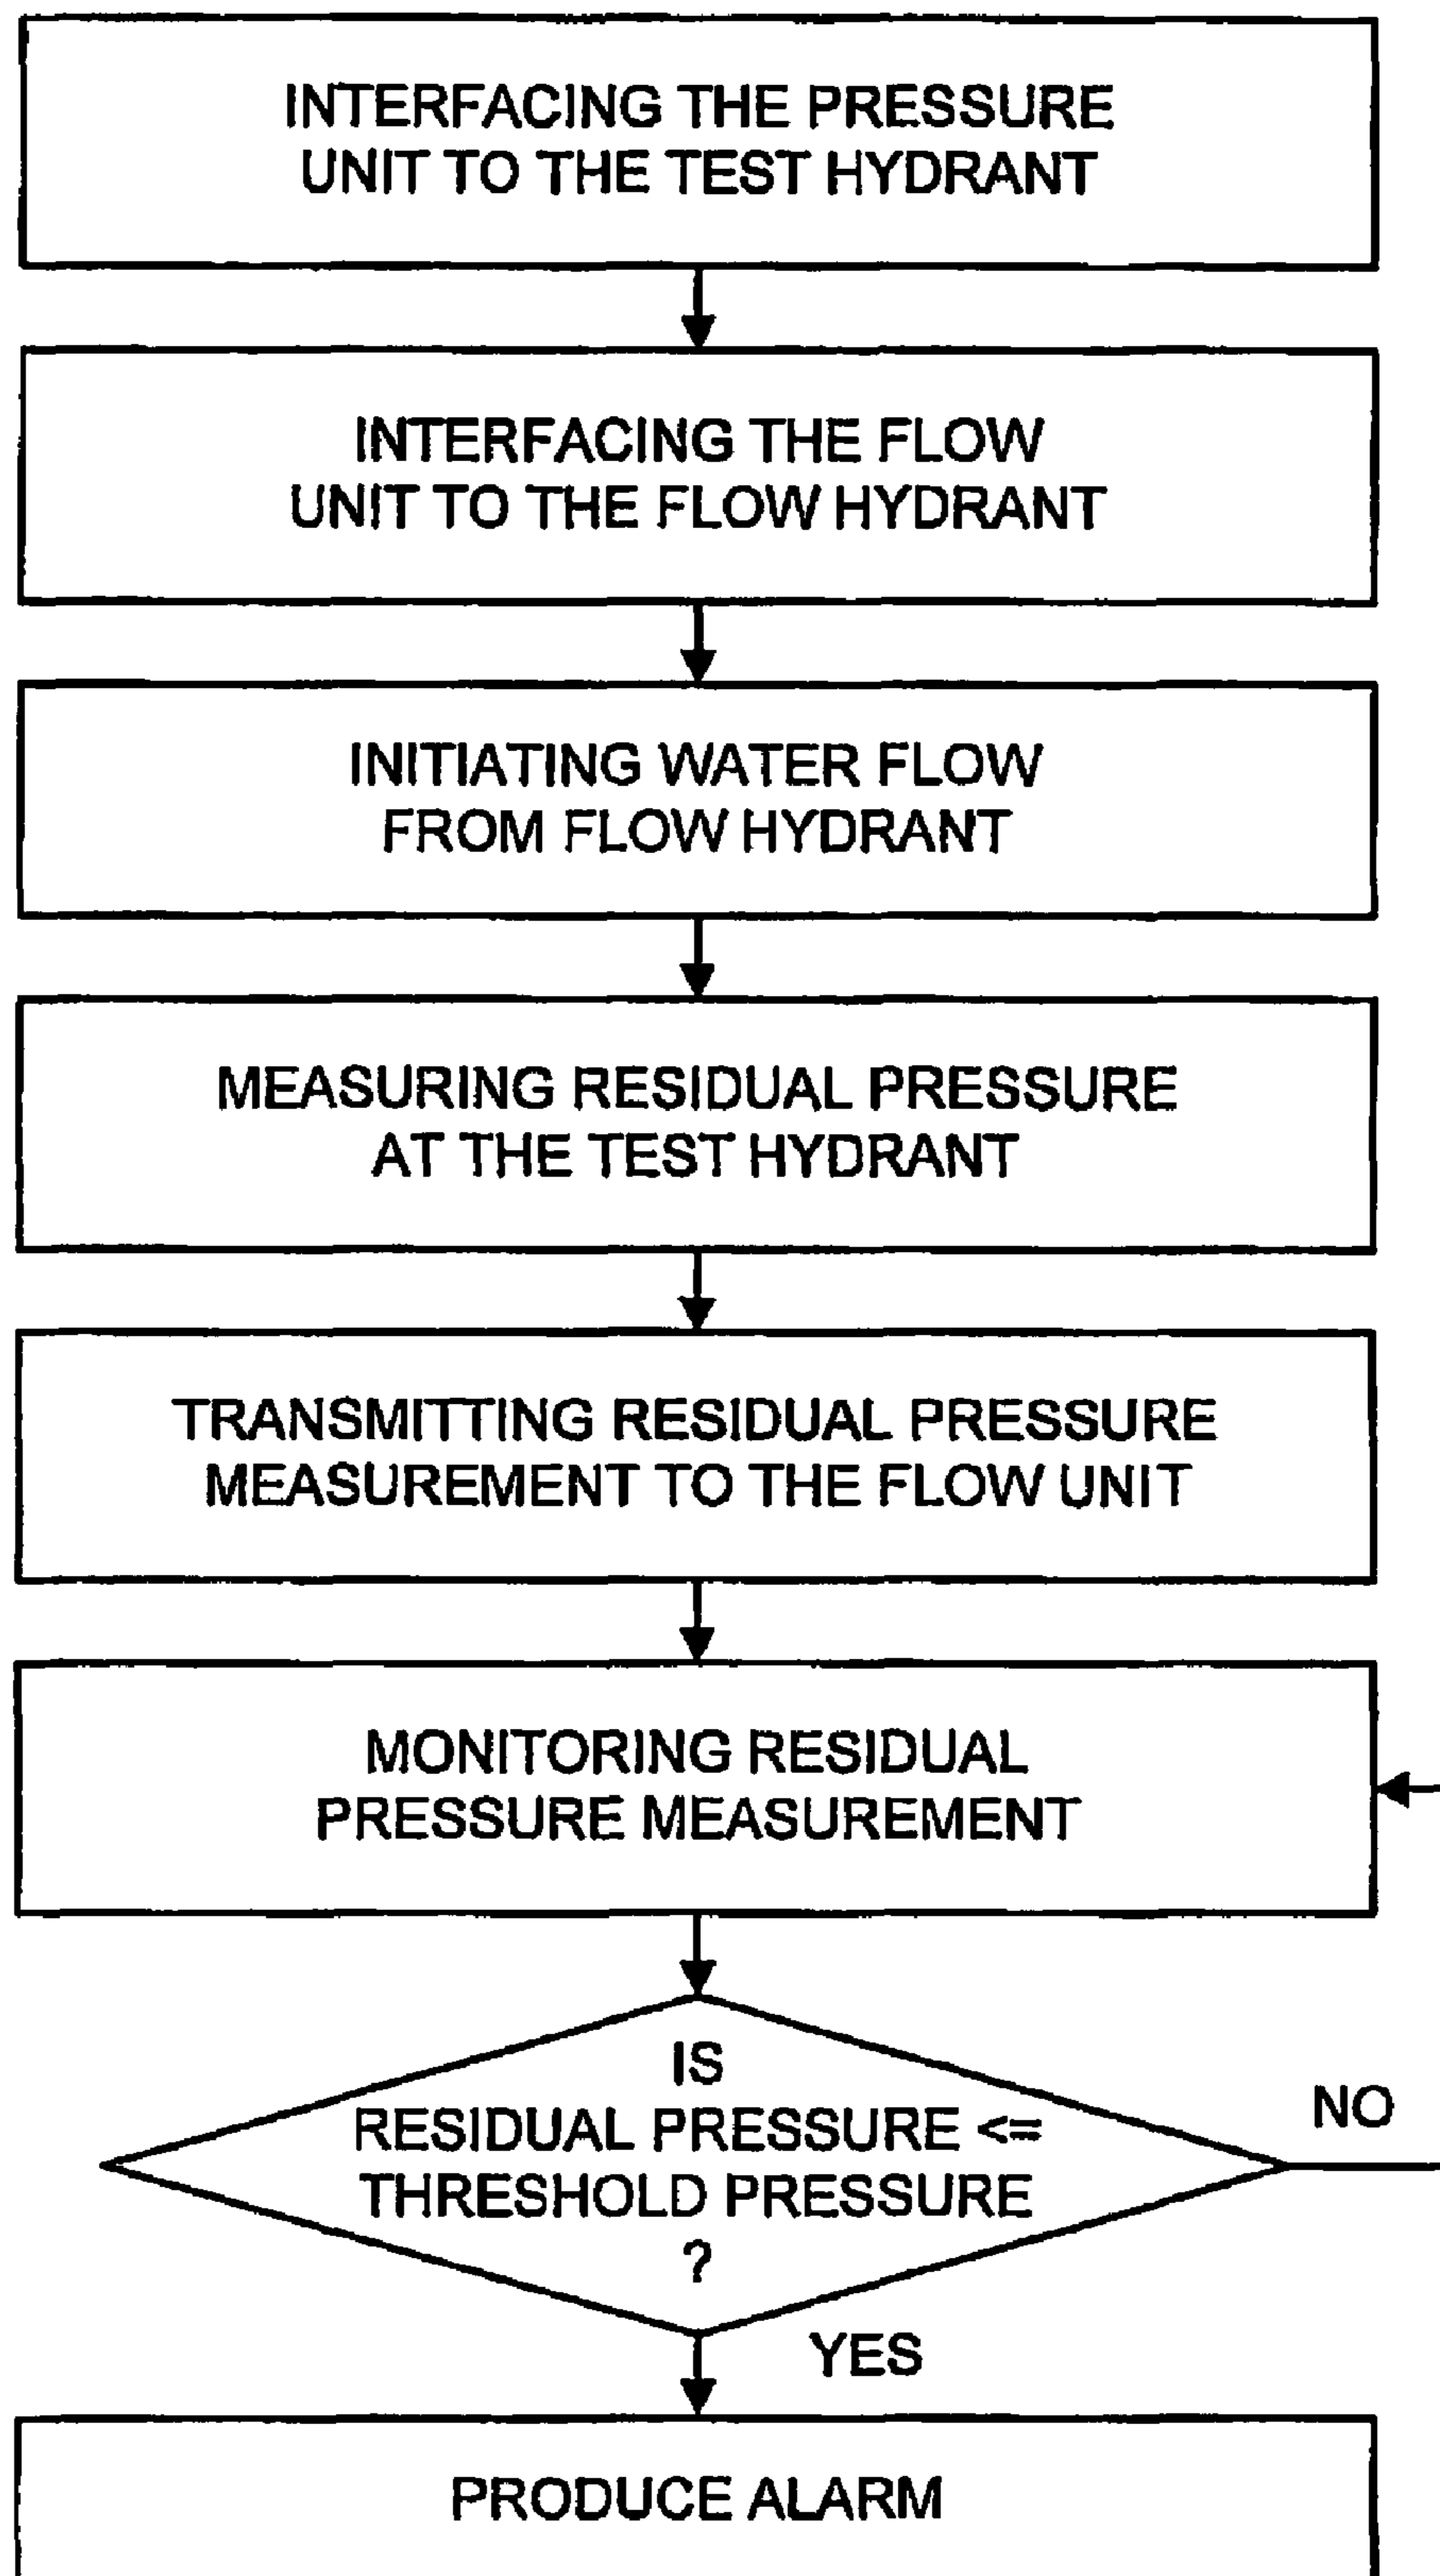 INTERFACING THE PRESSURE
UNIT TO THE TEST HYDRANT
INTERFACING THE FLOW
UNIT TO THE FLOW HYDRANT
INITIATING WATER FLOW
FROM FLOW HYDRANT
MEASURING RESIDUAL PRESSURE
AT THE TEST HYDRANT
TRANSMITTING RESIDUAL PRESSURE
MEASUREMENT TO THE FLOW UNIT
MONITORING RESIDUAL
PRESSURE MEASUREMENT
IS
RESIDUAL PRESSURE <=
THRESHOLD PRESSURE
?
NO
YES
PRODUCE ALARM